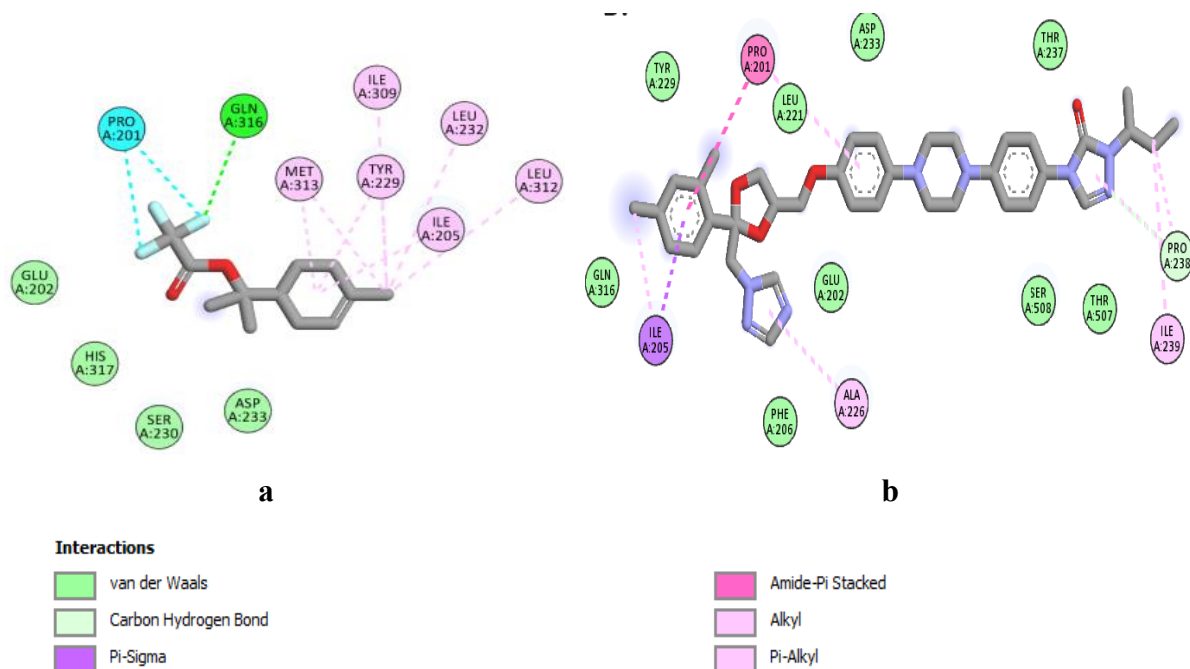 PRO
A:201
GLN
A:316
ILE
A:309
LEU
A:232
MET
A:313
TYR
A:229
LEU
A:312
ILE
A:205
GLU
A:202
HIS
A:317
SER
A:230
ASP
A:233
a
TYR
A:229
PRO
A:201
ASP
A:233
THR
A:237
LEU
A:221
GLN
A:316
ILE
A:205
GLU
A:202
PHE
A:206
ALA
A:226
SER
A:508
THR
A:507
PRO
A:238
ILE
A:239
b
Interactions
van der Waals
Carbon Hydrogen Bond
Pi-Sigma
Amide-Pi Stacked
Alkyl
Pi-Alkyl